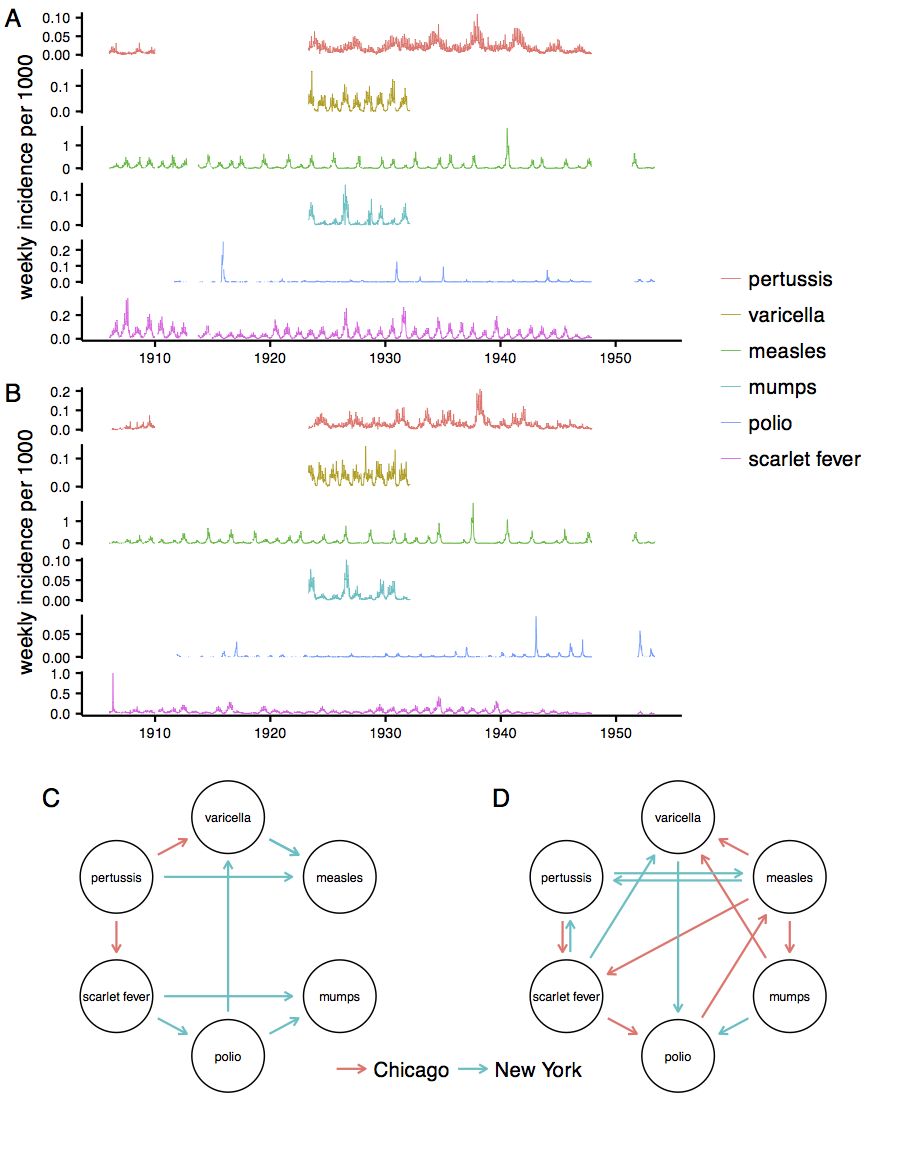 A
weekly incidence per 1000
0.10
0.05
0.00
0.1
0.0
1
0
0.1
0.0
0.2
0.1
0.0
0.2
0.0
1910 1920 1930 1940 1950
pertussis
varicella
measles
mumps
polio
scarlet fever
B
weekly incidence per 1000
0.2
0.1
0.0
0.1
0.0
1
0
0.10
0.05
0.00
0.05
0.00
1.0
0.5
0.0
1910 1920 1930 1940 1950
C
varicella
pertussis
measles
scarlet fever
mumps
polio
D
varicella
pertussis
measles
scarlet fever
mumps
polio
Chicago New York